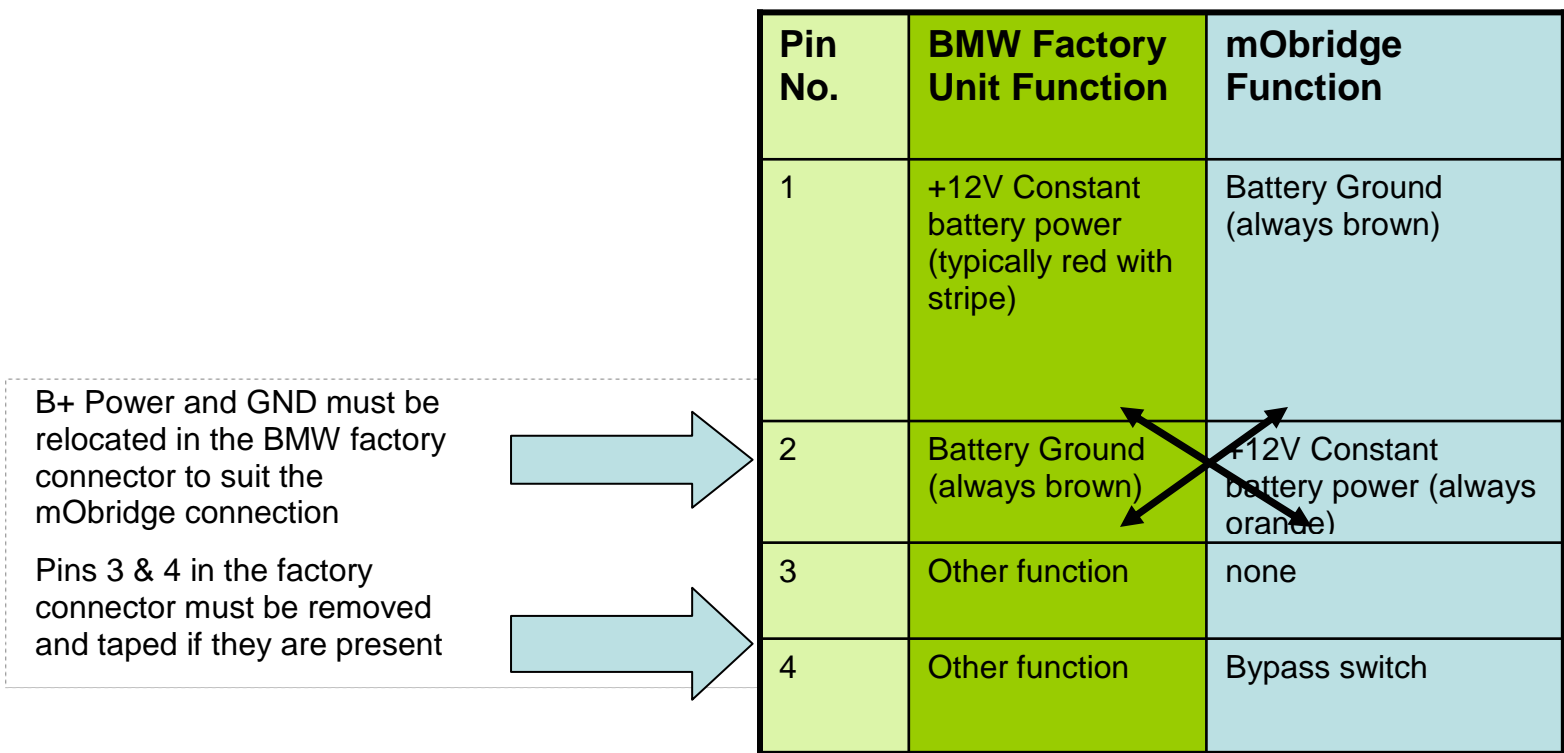 Pin
No.
BMW Factory
Unit Function
mObridge
Function
1
+12V Constant
battery power
(typically red with
stripe)
Battery Ground
(always brown)
B+ Power and GND must be
relocated in the BMW factory
connector to suit the
mObridge connection
2
Battery Ground
(always brown)
+12V Constant
battery power (always
orange)
Pins 3 & 4 in the factory
connector must be removed
and taped if they are present
3
Other function
none
4
Other function
Bypass switch